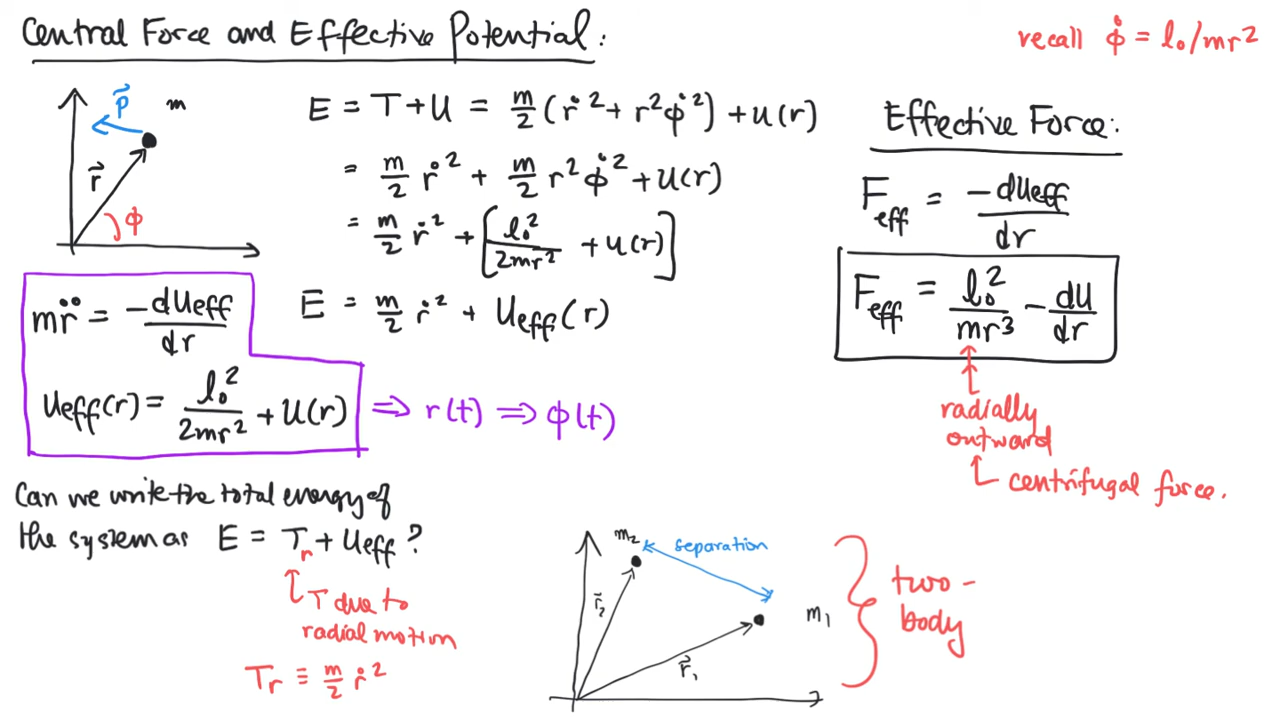 Central Force and Effective Potential:
recall φ̇ = l₀/mr²
p⃗
m
r⃗
φ
E = T + U = m/2 (ṙ² + r²φ̇²) + U(r)
= m/2 ṙ² + m/2 r²φ̇² + U(r)
= m/2 ṙ² + [l₀²/2mr² + U(r)]
E = m/2 ṙ² + Ueff(r)
Effective Force:
Feff = -dUeff/dr
Feff = l₀²/mr³ - dU/dr
radially
outward
centrifugal force.
mr̈ = -dUeff/dr
Ueff(r) = l₀²/2mr² + U(r) ⇒ r(t) ⇒ φ(t)
Can we write the total energy of
the system as E = Tr + Ueff?
T due to
radial motion
Tr ≡ m/2 ṙ²
m₂
separation
r⃗₂
m₁
r⃗₁
two-
body